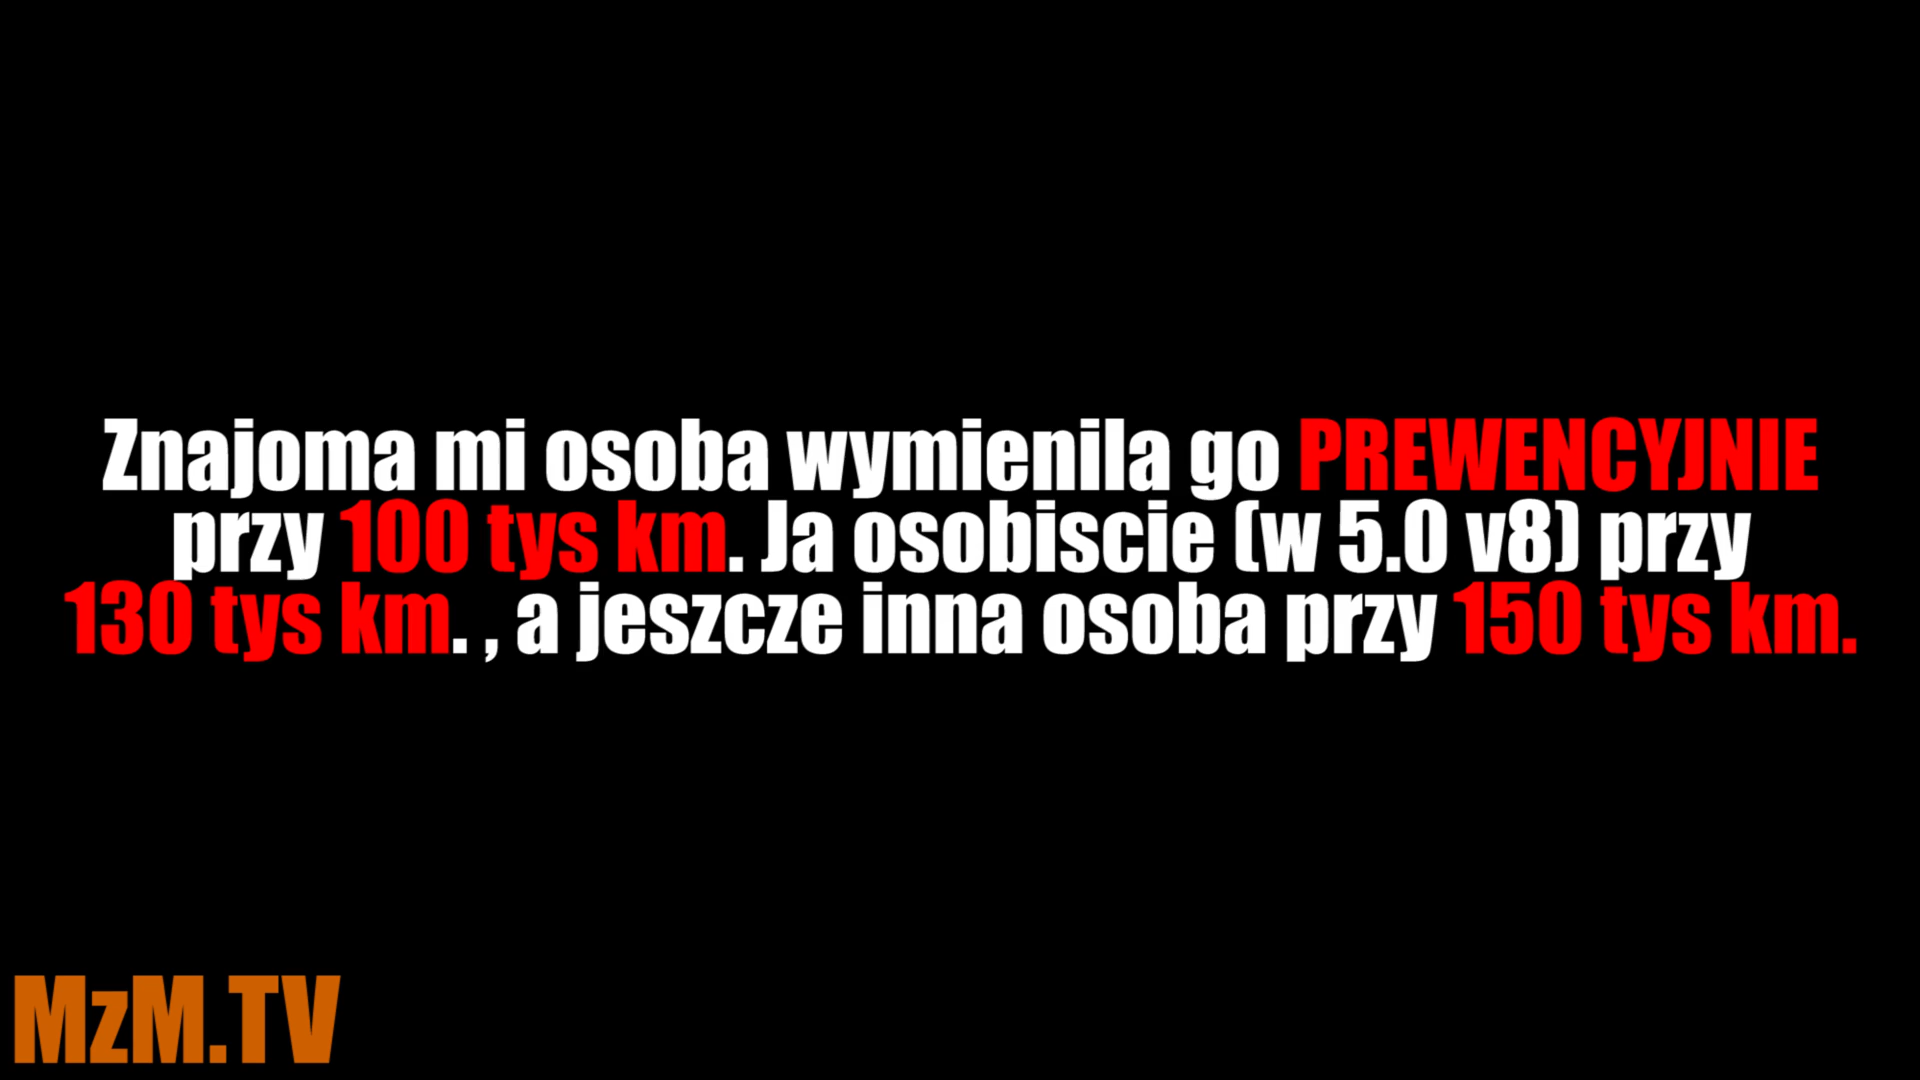 Znajoma mi osoba wymienila go PREWENCYJNIE
przy 100 tys km. Ja osobiscie (w 5.0 v8) przy
130 tys km. , a jeszcze inna osoba przy 150 tys km.
MzM.TV